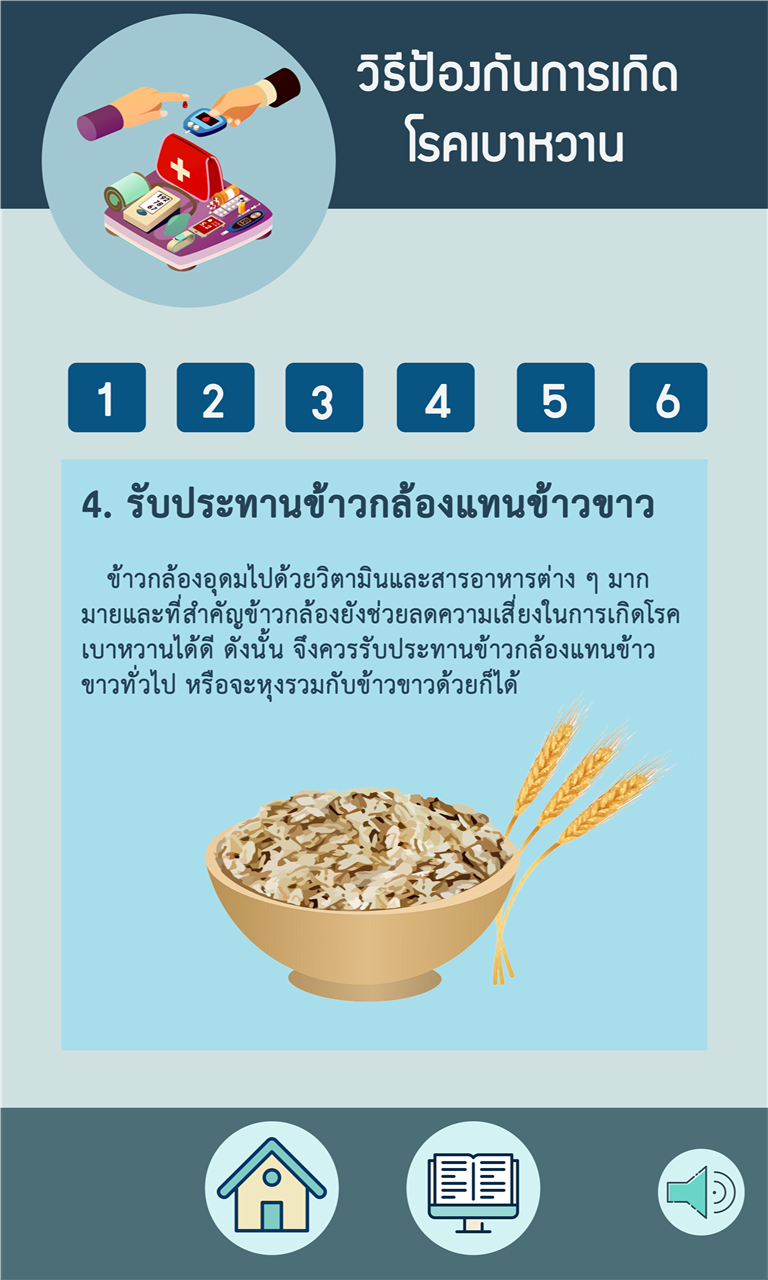 วิธีป้องกันการเกิด
โรคเบาหวาน
1 2 3 4 5 6
4. รับประทานข้าวกล้องแทนข้าวขาว
ข้าวกล้องอุดมไปด้วยวิตามินและสารอาหารต่าง ๆ มาก
มายและที่สำคัญข้าวกล้องยังช่วยลดความเสี่ยงในการเกิดโรค
เบาหวานได้ดี ดังนั้น จึงควรรับประทานข้าวกล้องแทนข้าว
ขาวทั่วไป หรือจะหุงรวมกับข้าวขาวด้วยก็ได้